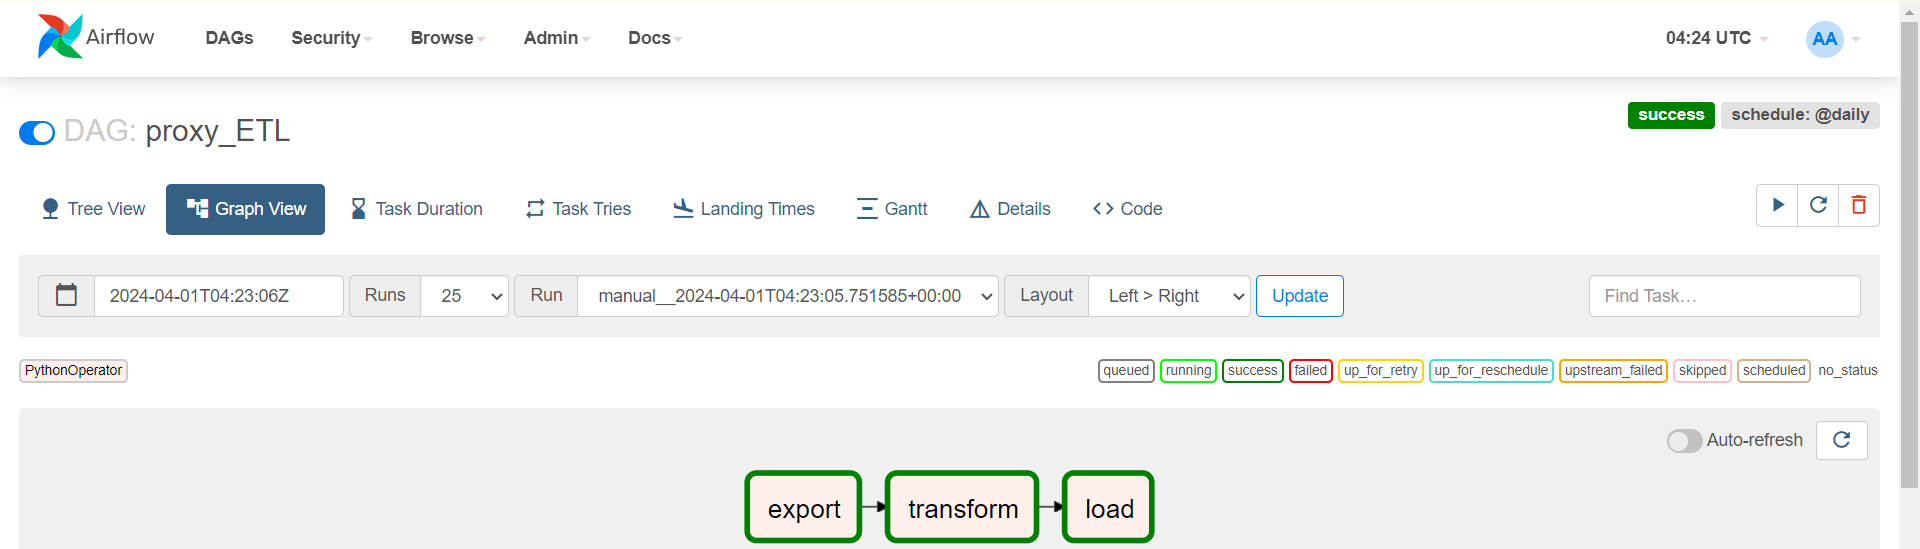 Airflow DAGs Security Browse Admin Docs 04:24 UTC AA
success schedule: @daily
DAG: proxy_ETL
Tree View Graph View Task Duration Task Tries Landing Times Gantt Details Code
2024-04-01T04:23:06Z Runs 25 Run manual__2024-04-01T04:23:05.751585+00:00 Layout Left > Right Update Find Task…
PythonOperator queued running success failed up_for_retry up_for_reschedule upstream_failed skipped scheduled no_status
Auto-refresh
export transform load